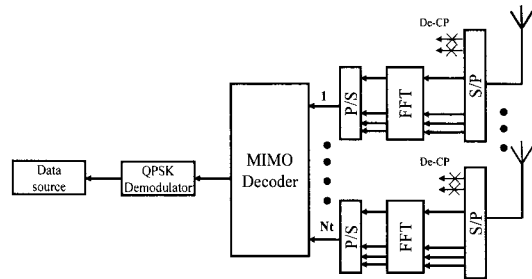 De-CP
S/P
FFT
P/S
1
MIMO
Decoder
QPSK
Demodulator
Data
source
De-CP
S/P
FFT
P/S
Nt